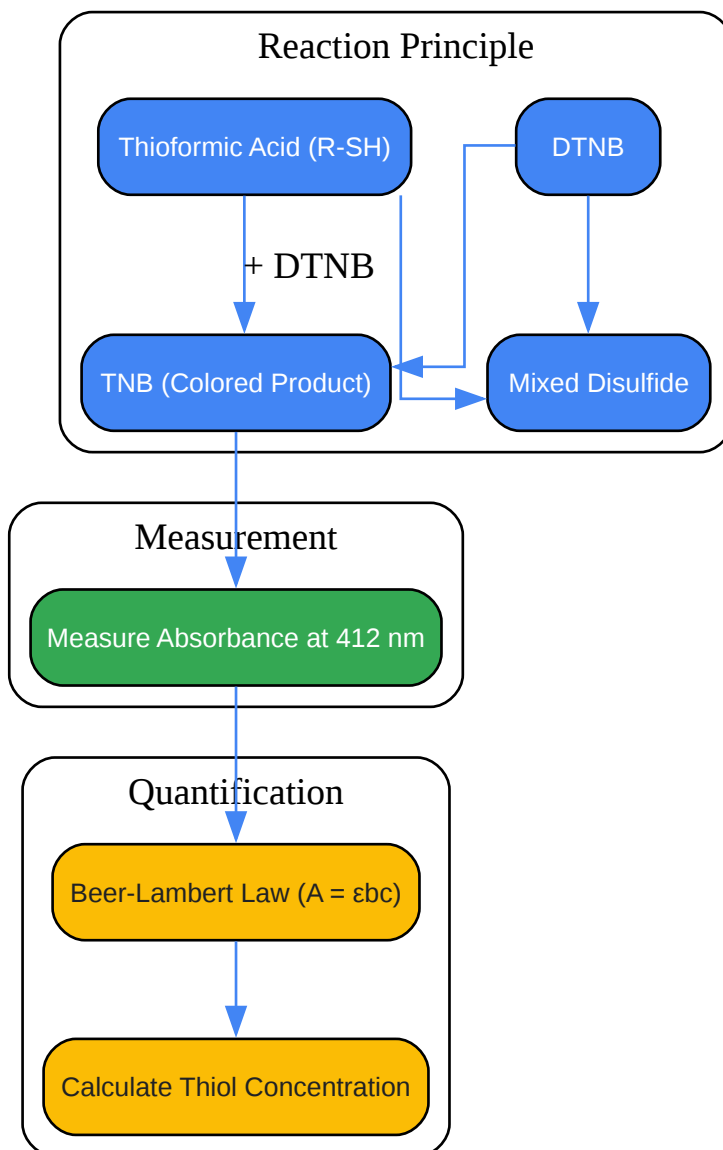 Reaction Principle
Thioformic Acid (R-SH)
DTNB
+ DTNB
TNB (Colored Product)
Mixed Disulfide
Measurement
Measure Absorbance at 412 nm
Quantification
Beer-Lambert Law (A = εbc)
Calculate Thiol Concentration